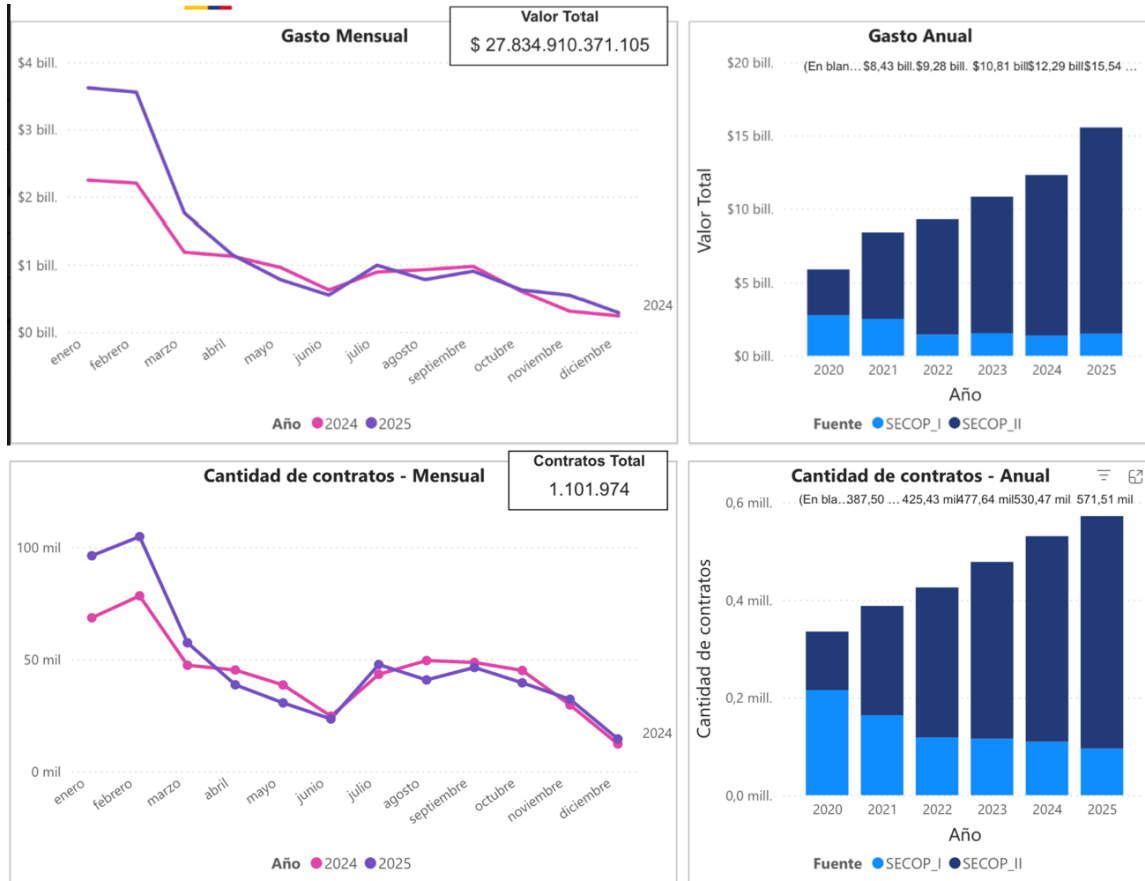 Gasto Mensual
Valor Total
$ 27.834.910.371.105
$4 bill.
$3 bill.
$2 bill.
$1 bill.
$0 bill.
2024
enero
febrero
marzo
abril
mayo
junio
julio
agosto
septiembre
octubre
noviembre
diciembre
Año 2024 2025
Gasto Anual
(En blan... $8,43 bill. $9,28 bill. $10,81 bill $12,29 bill $15,54 ...
$20 bill.
$15 bill.
$10 bill.
$5 bill.
$0 bill.
Valor Total
2020 2021 2022 2023 2024 2025
Año
Fuente SECOP_I SECOP_II
Cantidad de contratos - Mensual
Contratos Total
1.101.974
100 mil
50 mil
0 mil
2024
enero
febrero
marzo
abril
mayo
junio
julio
agosto
septiembre
octubre
noviembre
diciembre
Año 2024 2025
Cantidad de contratos - Anual
(En bla.. 387,50 ... 425,43 mil 477,64 mil 530,47 mil 571,51 mil
0,6 mill.
0,4 mill.
0,2 mill.
0,0 mill.
Cantidad de contratos
2020 2021 2022 2023 2024 2025
Año
Fuente SECOP_I SECOP_II